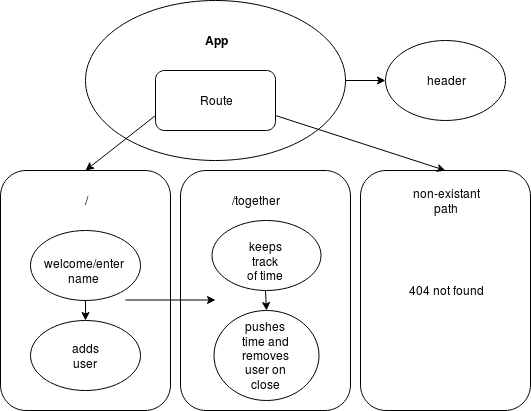 App
Route
header
/
welcome/enter
name
adds
user
/together
keeps
track
of time
pushes
time and
removes
user on
close
non-existant
path
404 not found